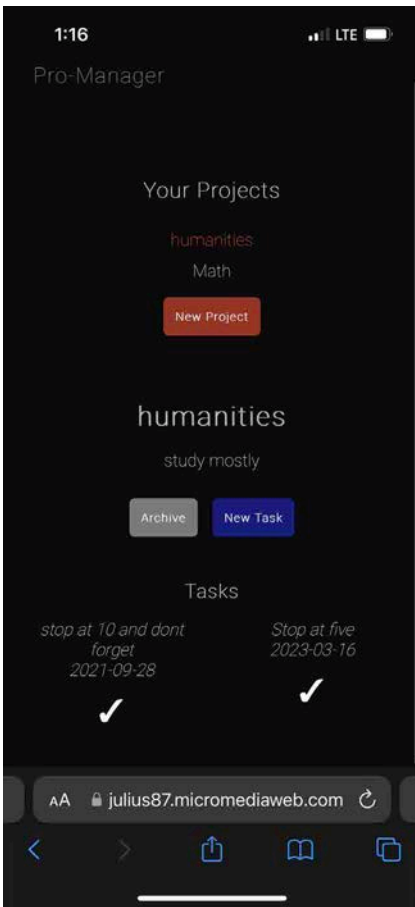 1:16
LTE
Pro-Manager
Your Projects
humanities
Math
New Project
humanities
study mostly
Archive
New Task
Tasks
stop at 10 and dont
forget
2021-09-28
Stop at five
2023-03-16
AA
julius87.micromediaweb.com